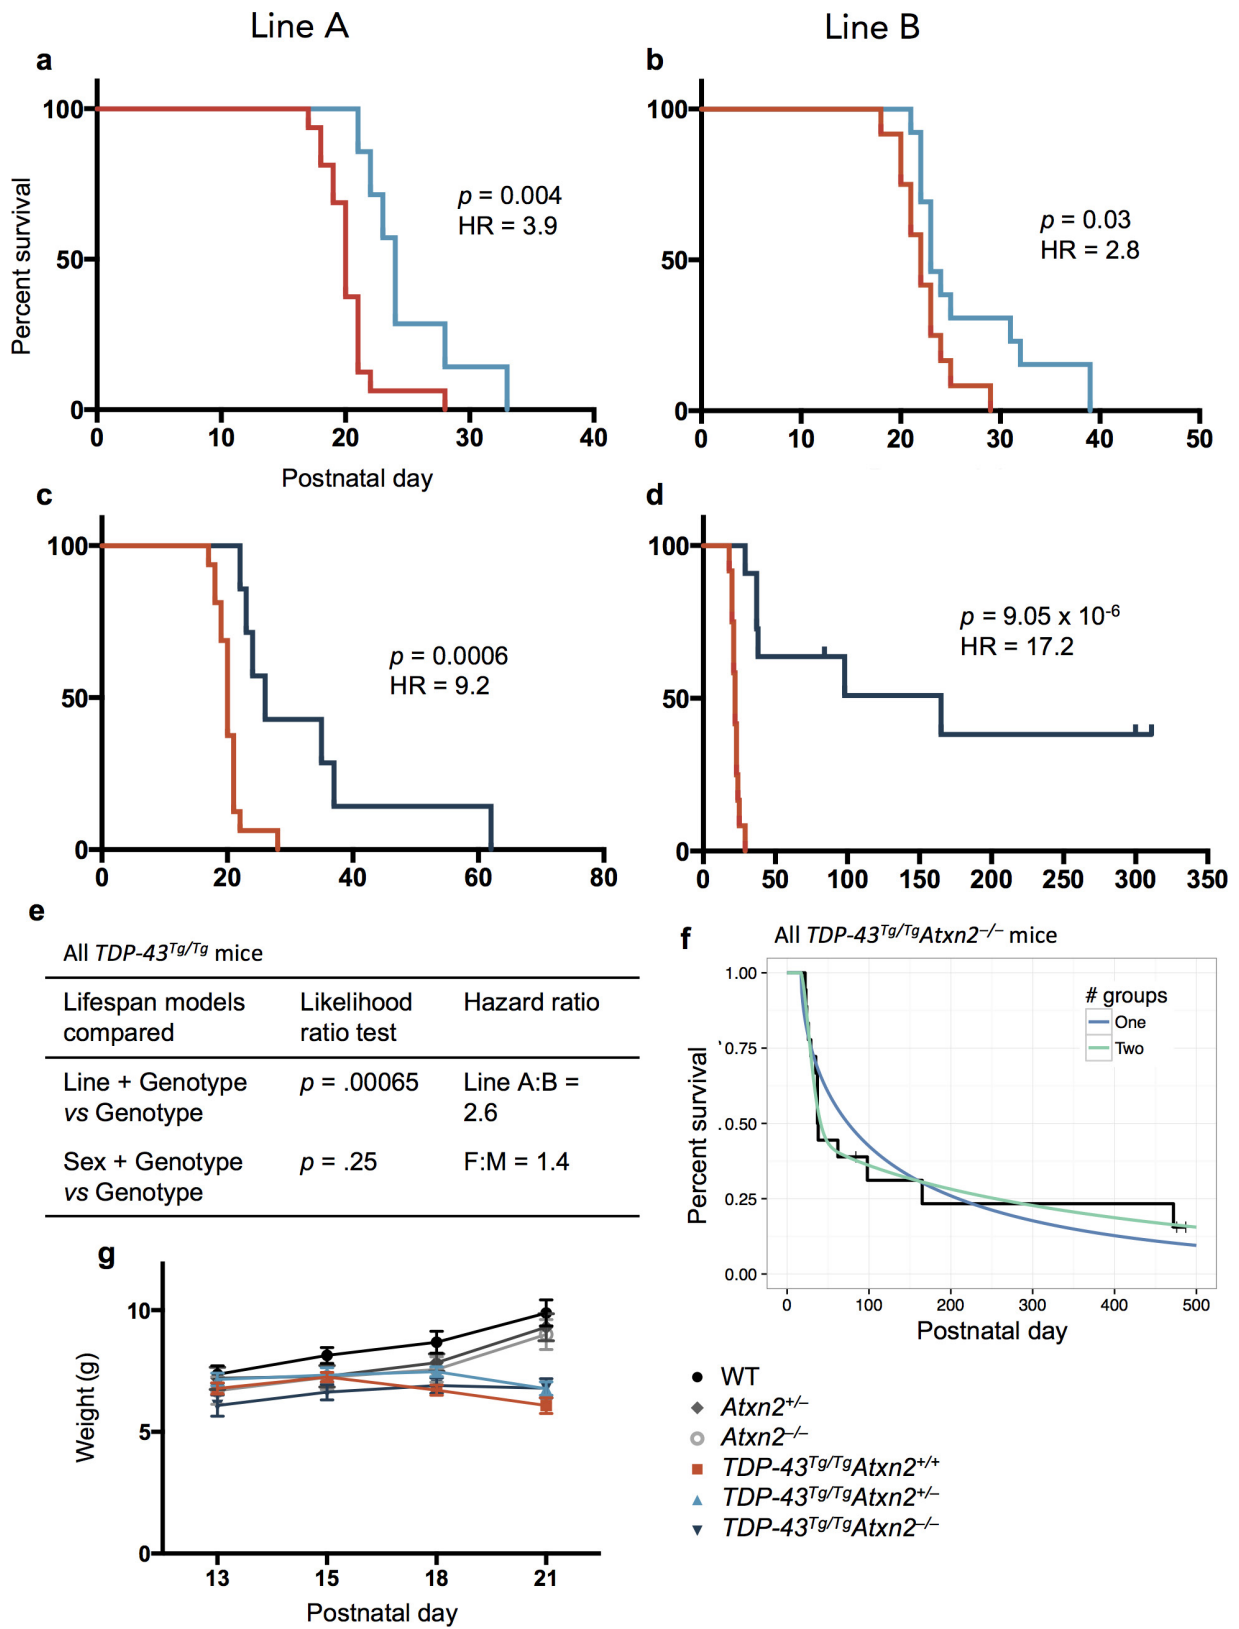 Line A
Line B
a
100
50
0
0 10 20 30 40
Percent survival
Postnatal day
p = 0.004
HR = 3.9
b
100
50
0
0 10 20 30 40 50
p = 0.03
HR = 2.8
c
100
50
0
0 20 40 60 80
p = 0.0006
HR = 9.2
d
100
50
0
0 50 100 150 200 250 300 350
p = 9.05 x 10-6
HR = 17.2
e
All TDP-43Tg/Tg mice
Lifespan models compared
Likelihood ratio test
Hazard ratio
Line + Genotype vs Genotype
p = .00065
Line A:B = 2.6
Sex + Genotype vs Genotype
p = .25
F:M = 1.4
f
All TDP-43Tg/TgAtxn2–/– mice
1.00
0.75
0.50
0.25
0.00
0 100 200 300 400 500
Percent survival
Postnatal day
# groups
One
Two
g
10
5
0
13 15 18 21
Weight (g)
Postnatal day
WT
Atxn2+/–
Atxn2–/–
TDP-43Tg/TgAtxn2+/+
TDP-43Tg/TgAtxn2+/–
TDP-43Tg/TgAtxn2–/–